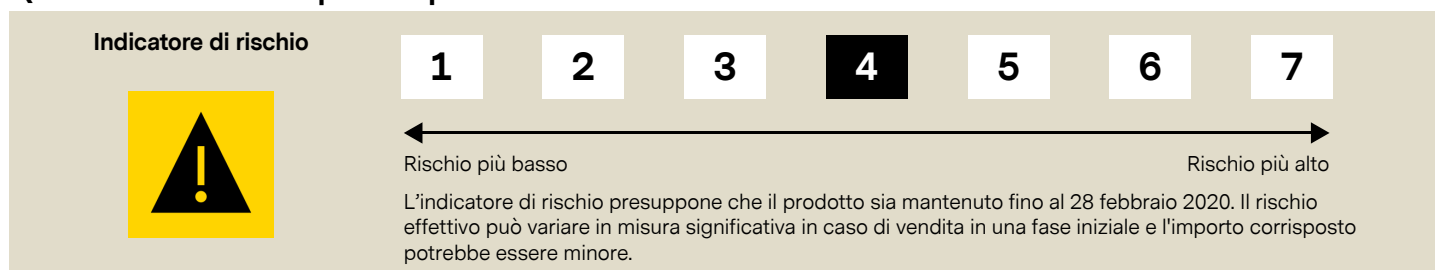 Indicatore di rischio
1 2 3 4 5 6 7
Rischio più basso Rischio più alto
L'indicatore di rischio presuppone che il prodotto sia mantenuto fino al 28 febbraio 2020. Il rischio
effettivo può variare in misura significativa in caso di vendita in una fase iniziale e l'importo corrisposto
potrebbe essere minore.